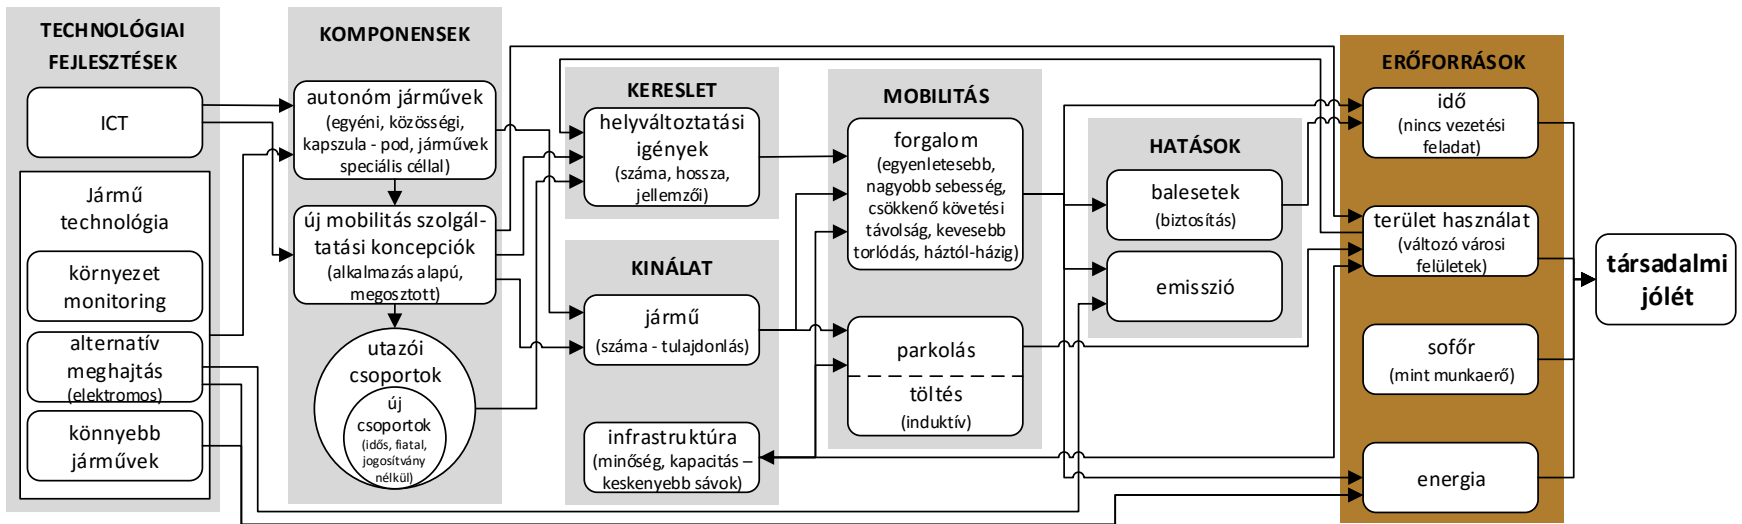 TECHNOLÓGIAI
FEJLESZTÉSEK
ICT
Jármű
technológia
környezet
monitoring
alternatív
meghajtás
(elektromos)
könnyebb
járművek
KOMPONENSEK
autonóm járművek
(egyéni, közösségi,
kapszula - pod, járművek
speciális céllal)
új mobilitás szolgál-
tatási koncepciók
(alkalmazás alapú,
megosztott)
utazói
csoportok
új
csoportok
(idős, fiatal,
jogosítvány
nélkül)
KERESLET
helyváltoztatási
igények
(száma, hossza,
jellemzői)
KINÁLAT
jármű
(száma - tulajdonlás)
infrastruktúra
(minőség, kapacitás –
keskenyebb sávok)
MOBILITÁS
forgalom
(egyenletesebb,
nagyobb sebesség,
csökkenő követési
távolság, kevesebb
torlódás, háztól-házig)
parkolás
töltés
(induktív)
HATÁSOK
balesetek
(biztosítás)
emisszió
ERŐFORRÁSOK
idő
(nincs vezetési
feladat)
terület használat
(változó városi
felületek)
sofőr
(mint munkaerő)
energia
társadalmi
jólét